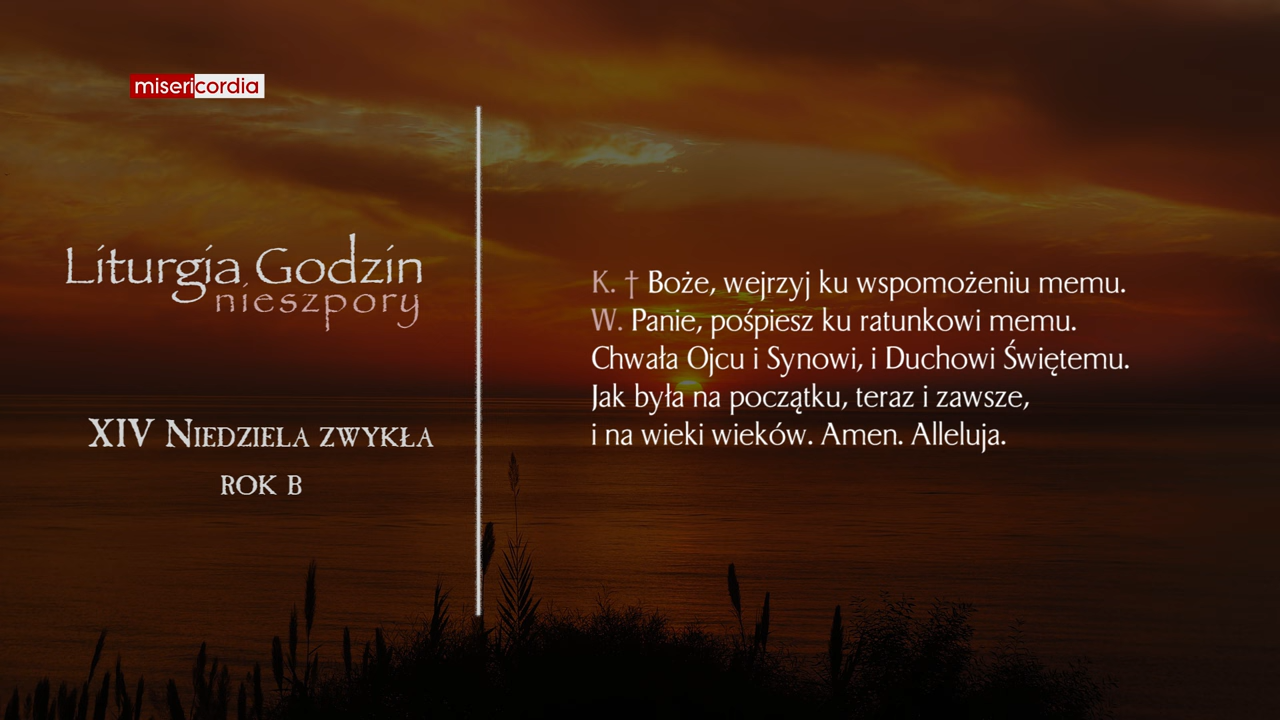 misericordia
Liturgia Godzin
nieszpory
XIV Niedziela zwykła
rok B
K. † Boże, wejrzyj ku wspomożeniu memu.
W. Panie, pośpiesz ku ratunkowi memu.
Chwała Ojcu i Synowi, i Duchowi Świętemu.
Jak była na początku, teraz i zawsze,
i na wieki wieków. Amen. Alleluja.